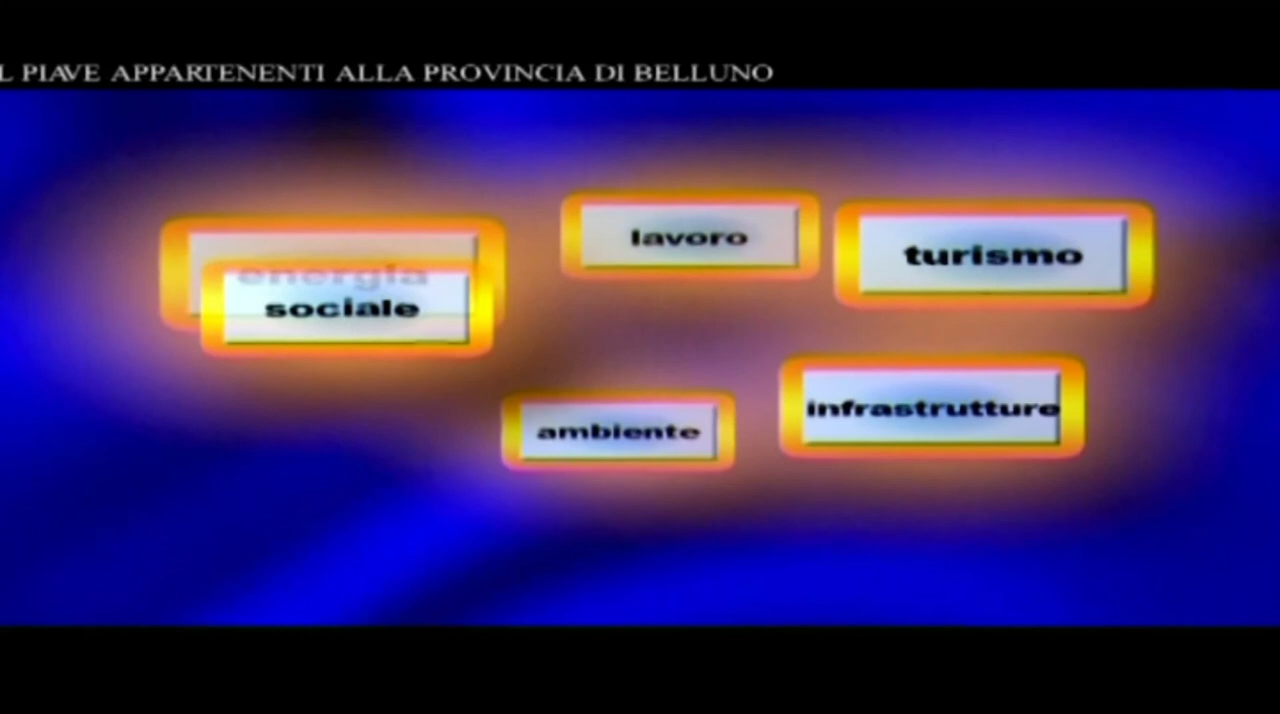 L PIAVE APPARTENENTI ALLA PROVINCIA DI BELLUNO
lavoro
turismo
energia
sociale
infrastrutture
ambiente